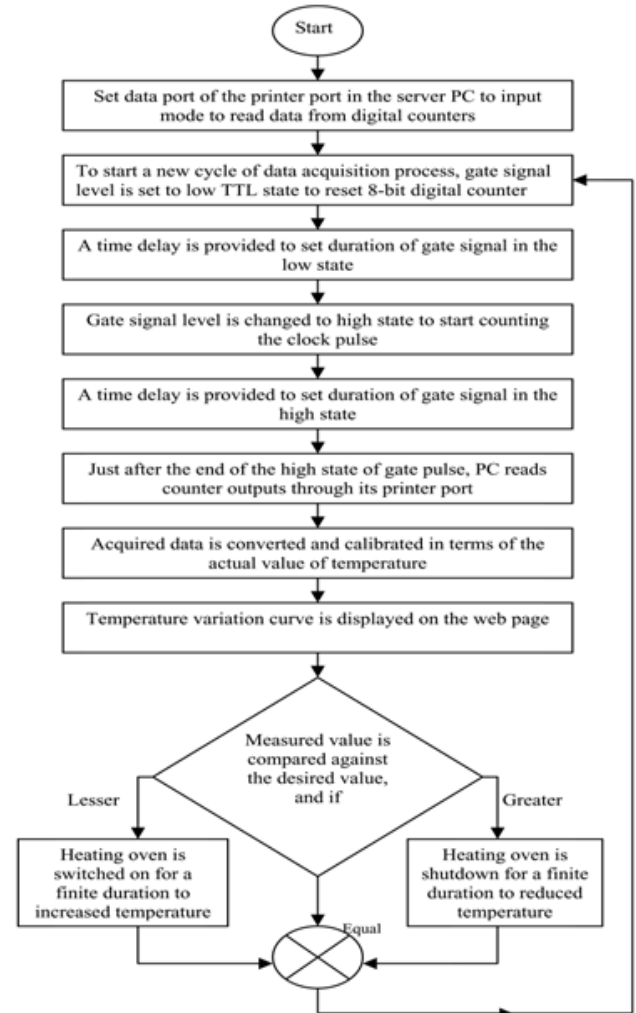 Start
Set data port of the printer port in the server PC to input
mode to read data from digital counters
To start a new cycle of data acquisition process, gate signal
level is set to low TTL state to reset 8-bit digital counter
A time delay is provided to set duration of gate signal in the
low state
Gate signal level is changed to high state to start counting
the clock pulse
A time delay is provided to set duration of gate signal in the
high state
Just after the end of the high state of gate pulse, PC reads
counter outputs through its printer port
Acquired data is converted and calibrated in terms of the
actual value of temperature
Temperature variation curve is displayed on the web page
Measured value is
compared against
the desired value,
and if
Lesser
Greater
Heating oven is
switched on for a
finite duration to
increased temperature
Heating oven is
shutdown for a finite
duration to reduced
temperature
Equal